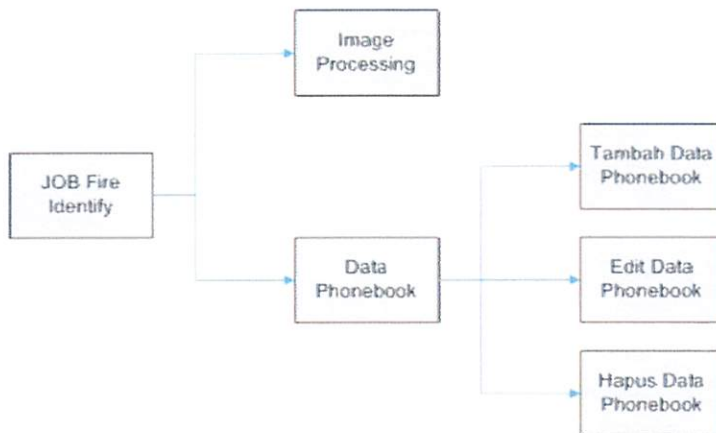 Image
Processing
JOB Fire
Identify
Data
Phonebook
Tambah Data
Phonebook
Edit Data
Phonebook
Hapus Data
Phonebook